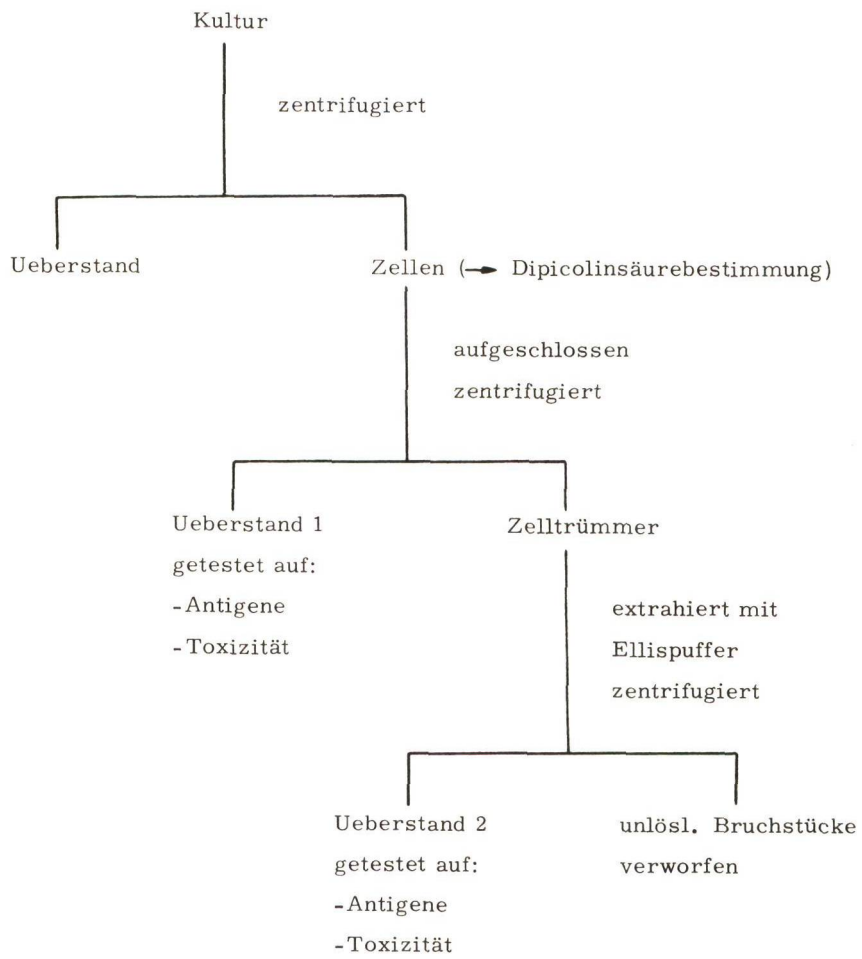 Kultur
zentrifugiert
Ueberstand
Zellen (→ Dipicolinsäurebestimmung)
aufgeschlossen
zentrifugiert
Ueberstand 1
getestet auf:
-Antigene
-Toxizität
Zelltrümmer
extrahiert mit
Ellispuffer
zentrifugiert
Ueberstand 2
getestet auf:
-Antigene
-Toxizität
unlösl. Bruchstücke
verworfen